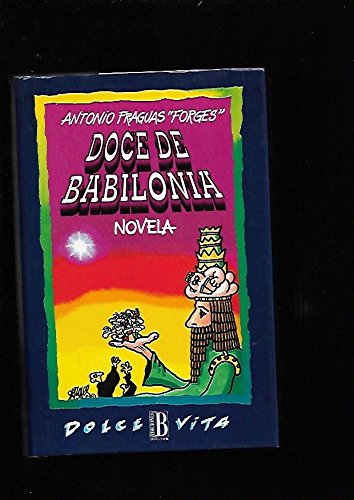 ANTONIO FRAGUAS "FORGES"
DOCE DE
BABILONIA
NOVELA
DOLCE B VITA